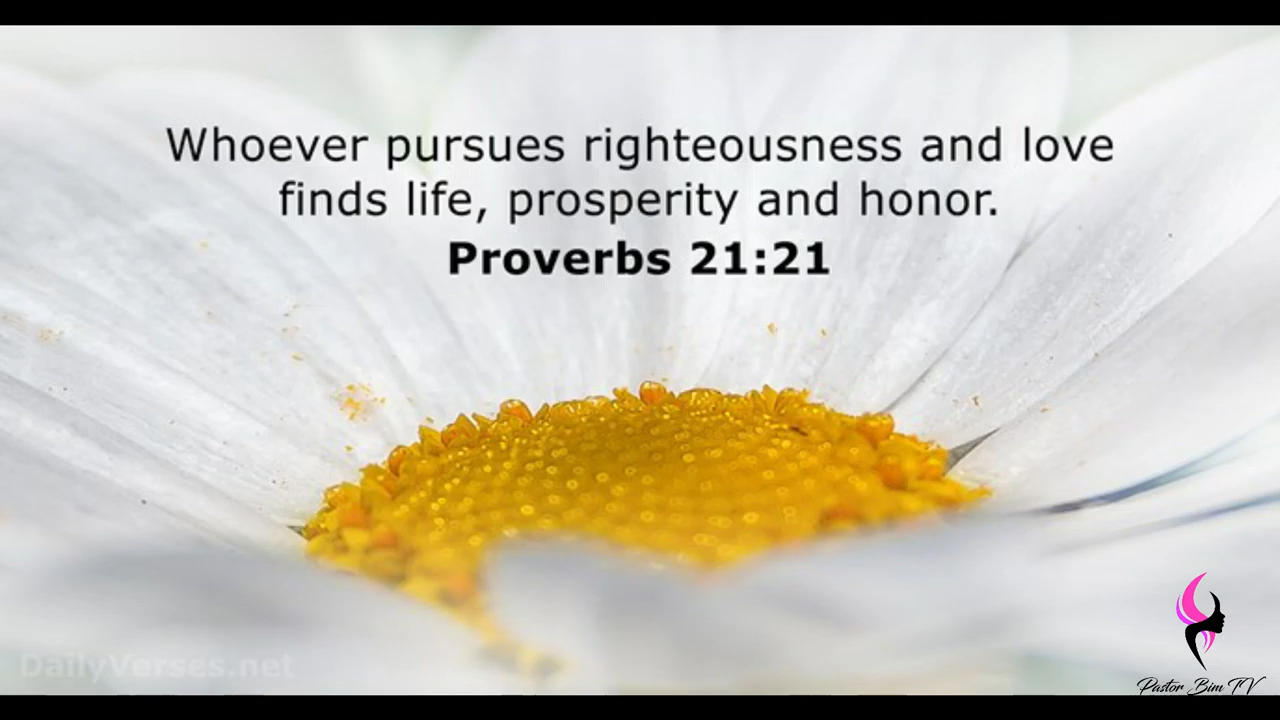 Whoever pursues righteousness and love
finds life, prosperity and honor.
Proverbs 21:21
DailyVerses.net
Pastor Bim TV